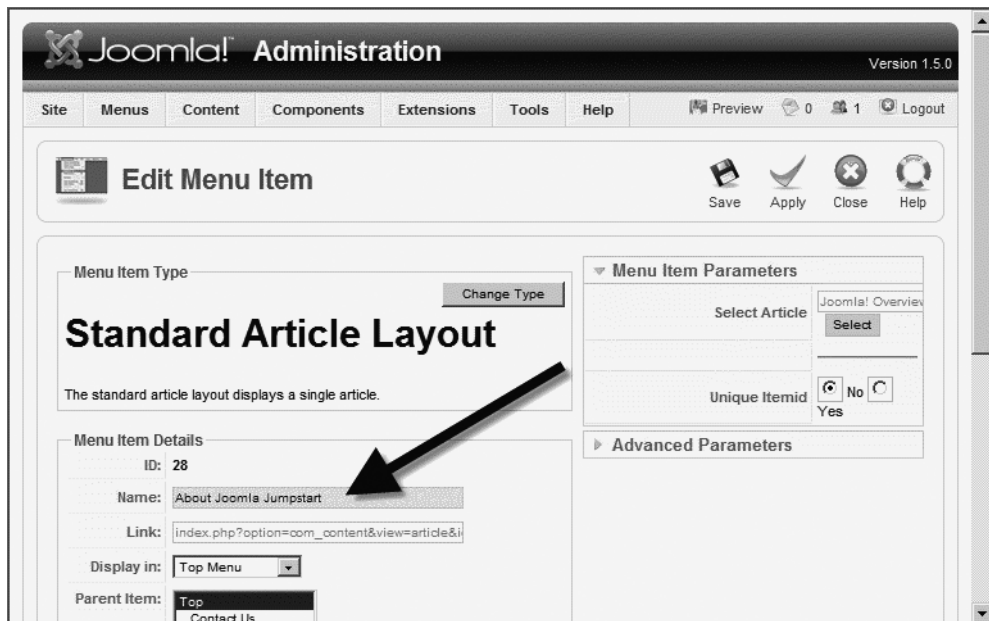 Joomla! Administration
Version 1.5.0
Site Menus Content Components Extensions Tools Help Preview 0 1 Logout
Edit Menu Item
Save Apply Close Help
Menu Item Type
Change Type
Standard Article Layout
The standard article layout displays a single article.
Menu Item Details
ID: 28
Name: About Joomla Jumpstart
Link: index.php?option=com_content&view=article&i
Display in: Top Menu
Parent Item: Top
Contact Us
Menu Item Parameters
Select Article Joomla! Overview
Select
Unique Itemid No
Yes
Advanced Parameters